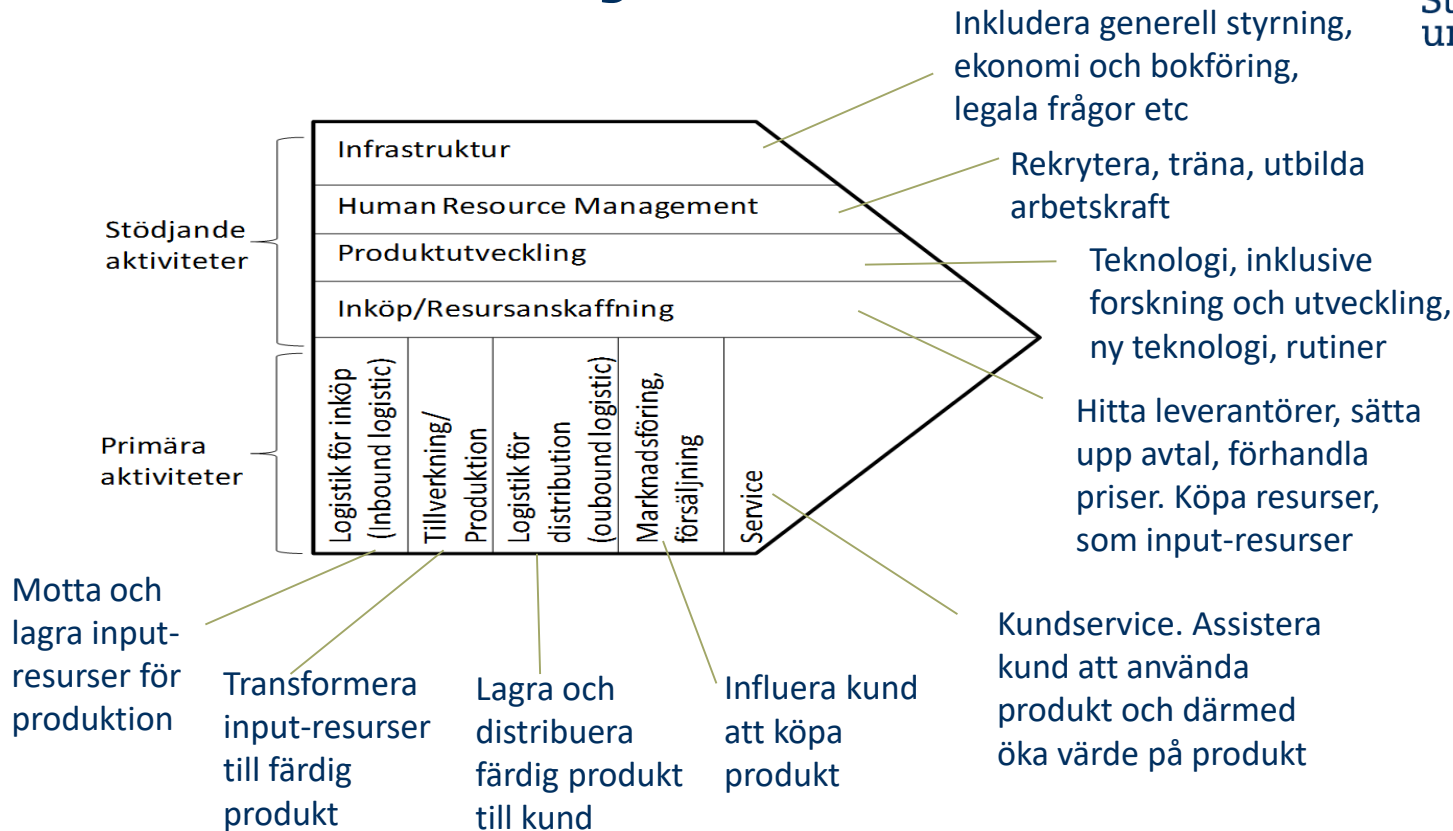 Inkludera generell styrning,
ekonomi och bokföring,
legala frågor etc
Infrastruktur
Rekrytera, träna, utbilda
arbetskraft
Human Resource Management
Stödjande
aktiviteter
Produktutveckling
Teknologi, inklusive
forskning och utveckling,
ny teknologi, rutiner
Inköp/Resursanskaffning
Hitta leverantörer, sätta
upp avtal, förhandla
priser. Köpa resurser,
som input-resurser
Primära
aktiviteter
Logistik för inköp
(Inbound logistic)
Tillverkning/
Produktion
Logistik för
distribution
(oubound logistic)
Marknadsföring,
försäljning
Service
Motta och
lagra input-
resurser för
produktion
Transformera
input-resurser
till färdig
produkt
Lagra och
distribuera
färdig produkt
till kund
Influera kund
att köpa
produkt
Kundservice. Assistera
kund att använda
produkt och därmed
öka värde på produkt